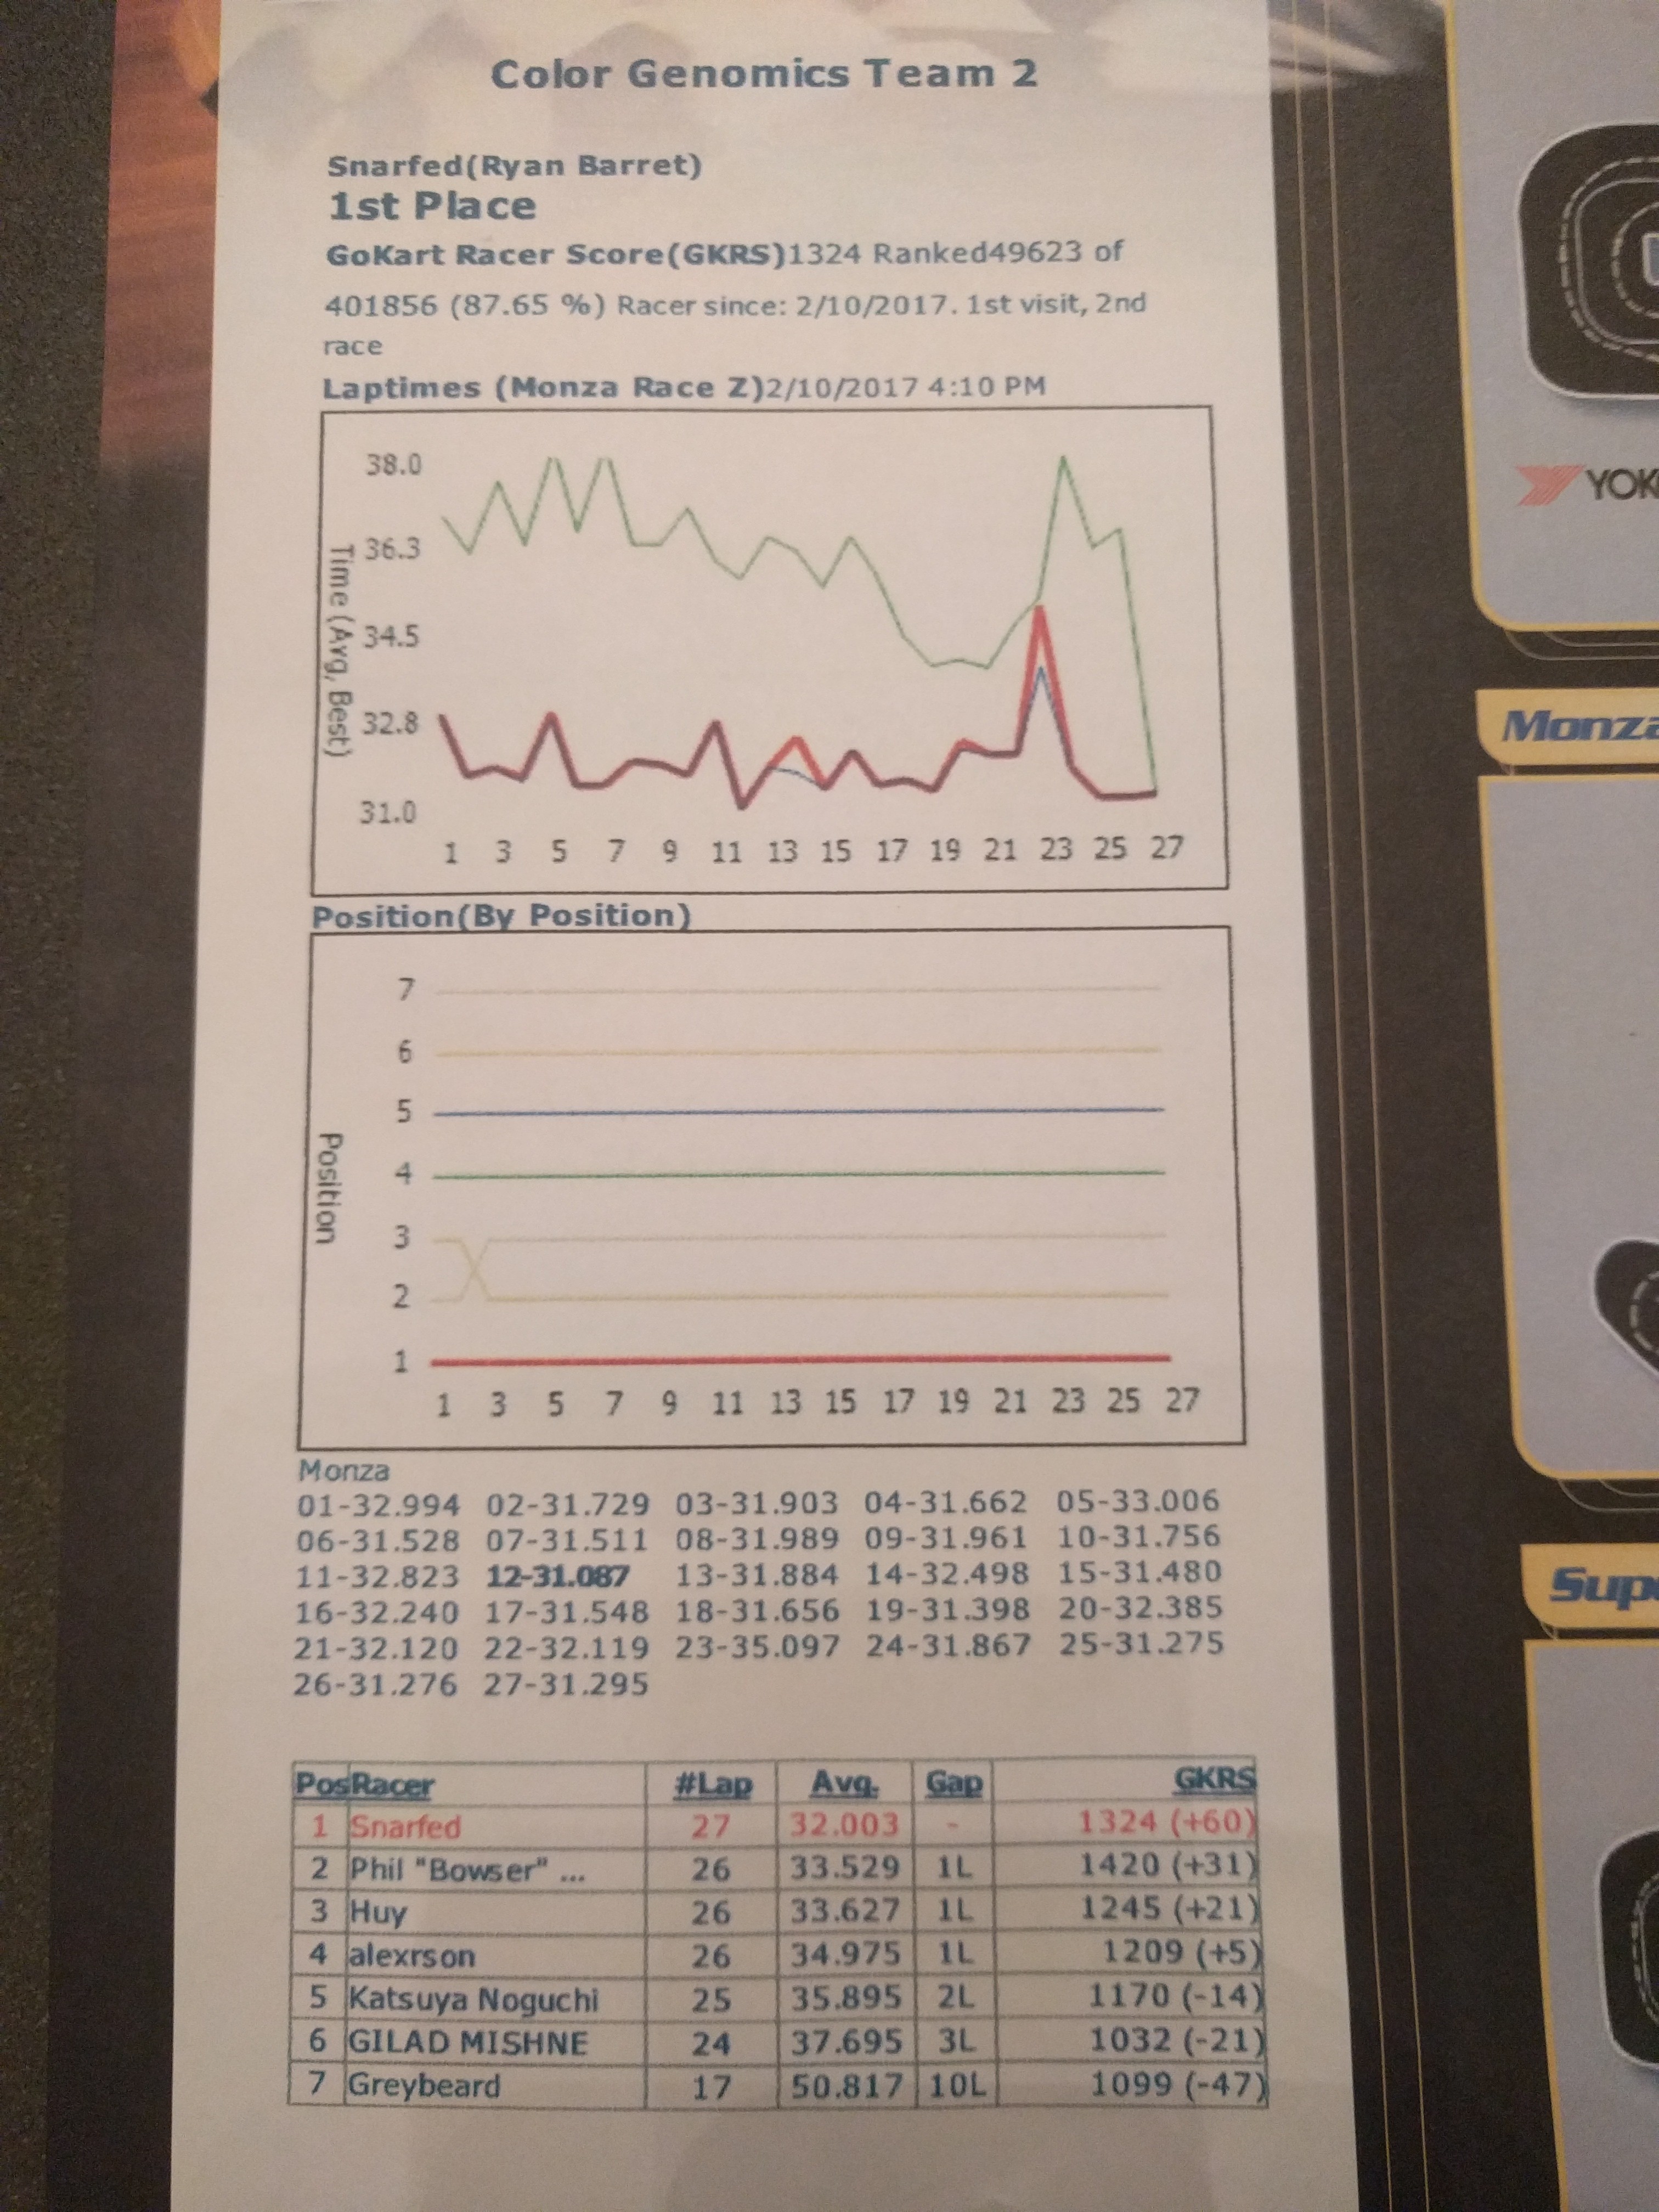 Color Genomics Team 2
Snarfed(Ryan Barret)
1st Place
GoKart Racer Score(GKRS)1324 Ranked49623 of
401856 (87.65 %) Racer since: 2/10/2017. 1st visit, 2nd
race
Laptimes (Monza Race Z)2/10/2017 4:10 PM
Time (Avg, Best)
38.0
36.3
34.5
32.8
31.0
1 3 5 7 9 11 13 15 17 19 21 23 25 27
Position(By Position)
Position
7
6
5
4
3
2
1
1 3 5 7 9 11 13 15 17 19 21 23 25 27
Monza
01-32.994 02-31.729 03-31.903 04-31.662 05-33.006
06-31.528 07-31.511 08-31.989 09-31.961 10-31.756
11-32.823 12-31.087 13-31.884 14-32.498 15-31.480
16-32.240 17-31.548 18-31.656 19-31.398 20-32.385
21-32.120 22-32.119 23-35.097 24-31.867 25-31.275
26-31.276 27-31.295
Pos Racer #Lap Avg. Gap GKRS
1 Snarfed 27 32.003 - 1324 (+60)
2 Phil "Bowser" ... 26 33.529 1L 1420 (+31)
3 Huy 26 33.627 1L 1245 (+21)
4 alexrson 26 34.975 1L 1209 (+5)
5 Katsuya Noguchi 25 35.895 2L 1170 (-14)
6 GILAD MISHNE 24 37.695 3L 1032 (-21)
7 Greybeard 17 50.817 10L 1099 (-47)
YOK
Monza
Supe